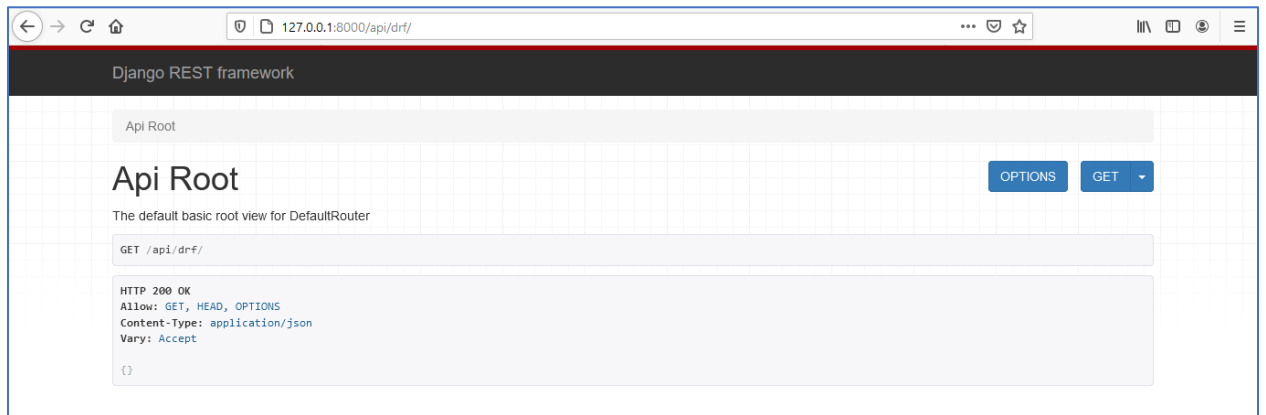 127.0.0.1:8000/api/drf/
Django REST framework
Api Root
Api Root
OPTIONS
GET
The default basic root view for DefaultRouter
GET /api/drf/
HTTP 200 OK
Allow: GET, HEAD, OPTIONS
Content-Type: application/json
Vary: Accept
{}